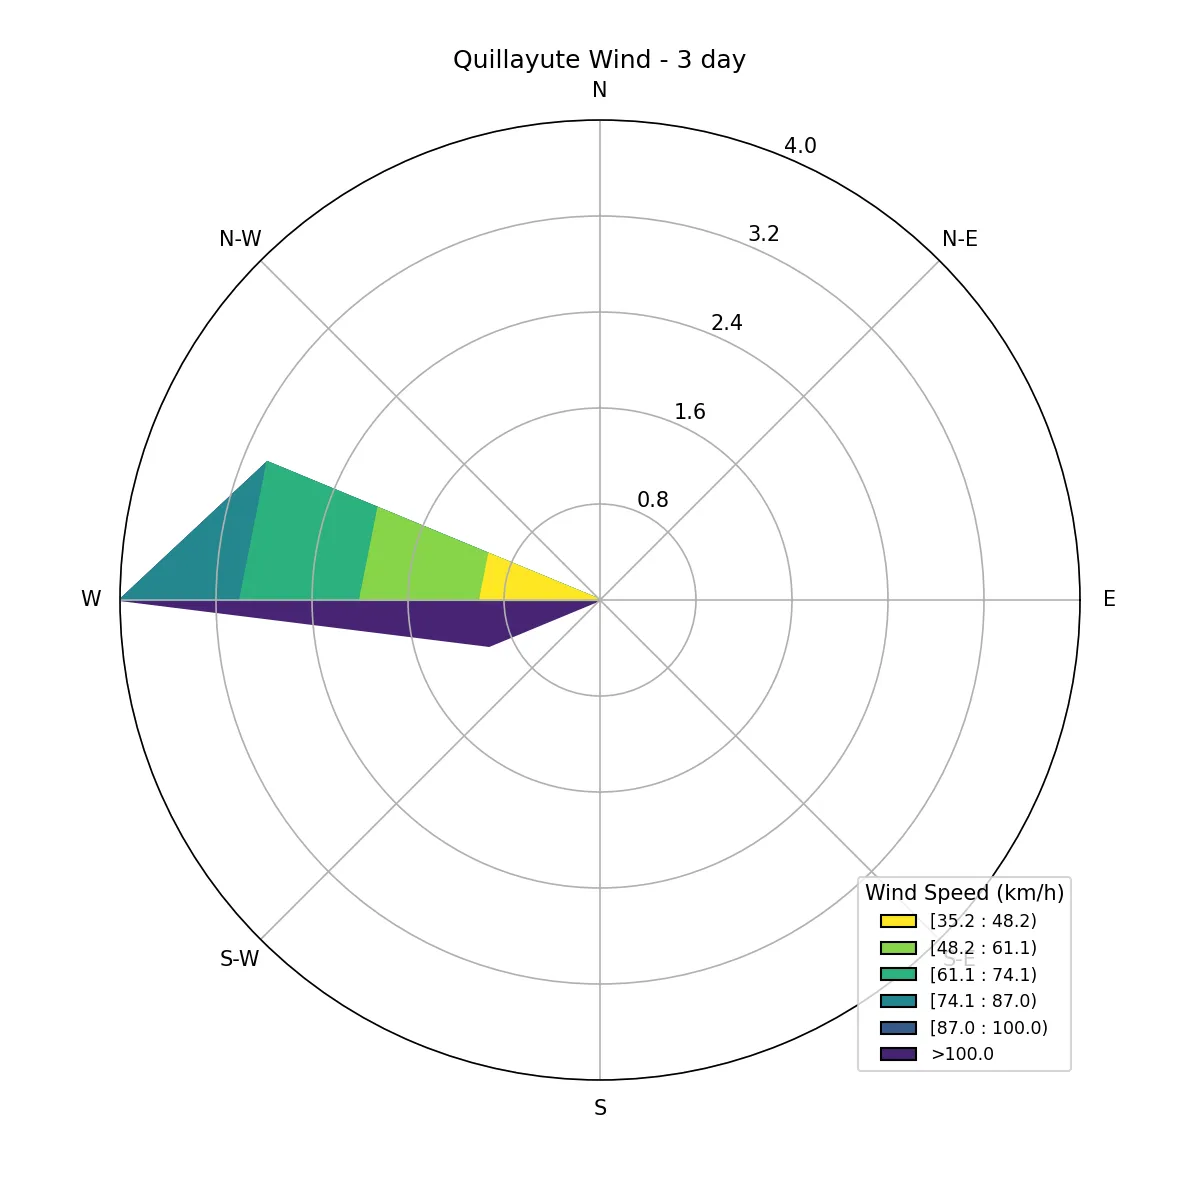 Quillayute Wind - 3 day
N
4.0
N-W
3.2
N-E
2.4
1.6
0.8
W
E
S-W
S-E
S
Wind Speed (km/h)
[35.2 : 48.2)
[48.2 : 61.1)
[61.1 : 74.1)
[74.1 : 87.0)
[87.0 : 100.0)
>100.0